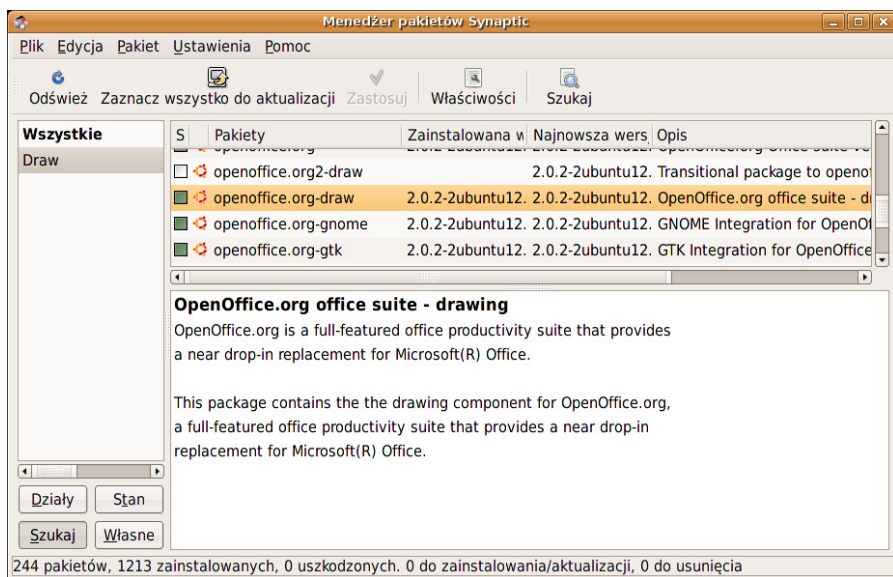 Menedżer pakietów Synaptic
Plik Edycja Pakiet Ustawienia Pomoc
Odśwież Zaznacz wszystko do aktualizacji Zastosuj Właściwości Szukaj
Wszystkie
Draw
S Pakiety Zainstalowana w Najnowsza wers Opis
openoffice.org2-draw 2.0.2-2ubuntu12. Transitional package to openo
openoffice.org-draw 2.0.2-2ubuntu12. 2.0.2-2ubuntu12. OpenOffice.org office suite - d
openoffice.org-gnome 2.0.2-2ubuntu12. 2.0.2-2ubuntu12. GNOME Integration for OpenO
openoffice.org-gtk 2.0.2-2ubuntu12. 2.0.2-2ubuntu12. GTK Integration for OpenOffice
OpenOffice.org office suite - drawing
OpenOffice.org is a full-featured office productivity suite that provides
a near drop-in replacement for Microsoft(R) Office.
This package contains the the drawing component for OpenOffice.org,
a full-featured office productivity suite that provides a near drop-in
replacement for Microsoft(R) Office.
Działy Stan
Szukaj Własne
244 pakietów, 1213 zainstalowanych, 0 uszkodzonych. 0 do zainstalowania/aktualizacji, 0 do usunięcia